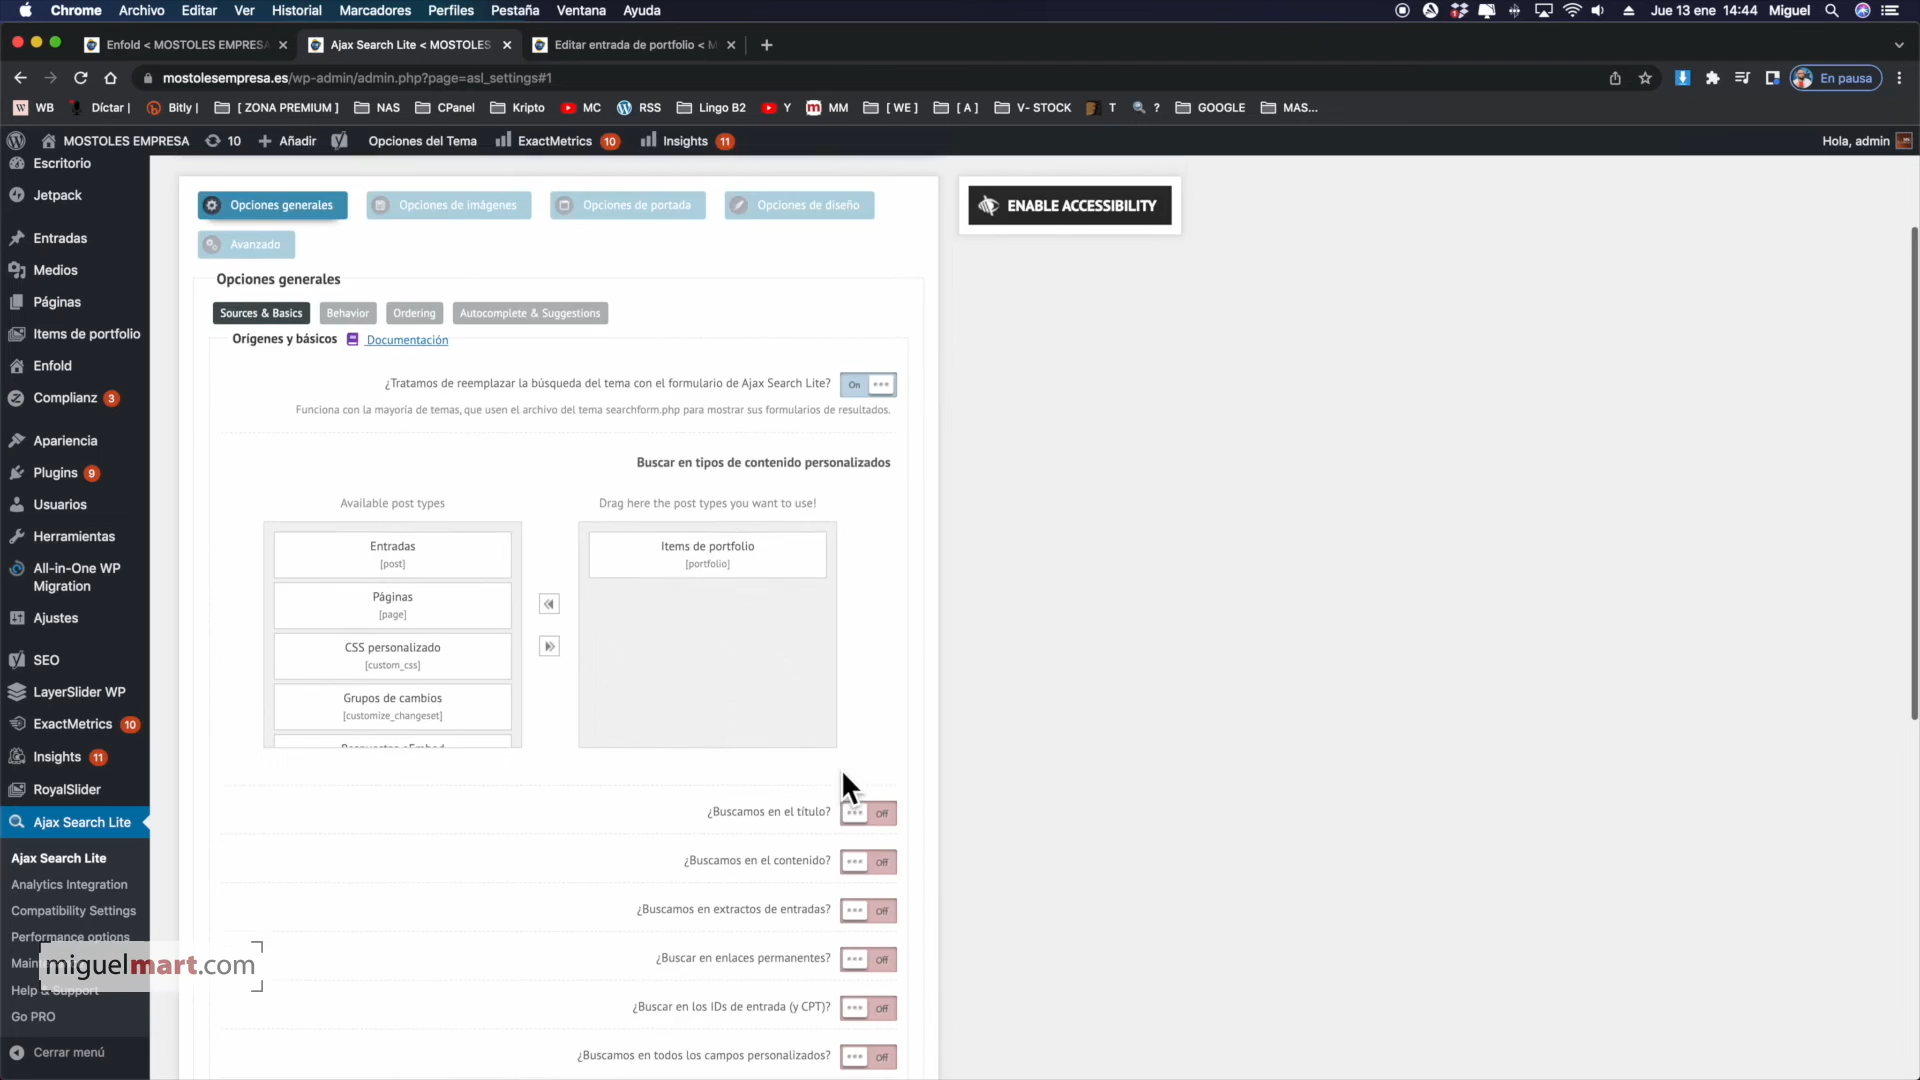 Chrome Archivo Editar Ver Historial Marcadores Perfiles Pestaña Ventana Ayuda Jue 13 ene 14:44 Miguel
Enfold < MOSTOLES EMPRESA Ajax Search Lite < MOSTOLES Editar entrada de portfolio < M
mostolesempresa.es/wp-admin/admin.php?page=asl_settings#1 En pausa
WB Díctar | Bitly | [ ZONA PREMIUM ] NAS CPanel Kripto MC RSS Lingo B2 Y MM [ WE ] [ A ] V- STOCK T ? GOOGLE MAS...
MOSTOLES EMPRESA 10 Añadir Opciones del Tema ExactMetrics 10 Insights 11 Hola, admin
Escritorio
Jetpack
Entradas
Medios
Páginas
Items de portfolio
Enfold
Complianz 3
Apariencia
Plugins 9
Usuarios
Herramientas
All-in-One WP
Migration
Ajustes
SEO
LayerSlider WP
ExactMetrics 10
Insights 11
RoyalSlider
Ajax Search Lite
Ajax Search Lite
Analytics Integration
Compatibility Settings
Performance options
Help & Support
Go PRO
Cerrar menú
miguelmart.com
Opciones generales Opciones de imágenes Opciones de portada Opciones de diseño
Avanzado
ENABLE ACCESSIBILITY
Opciones generales
Sources & Basics Behavior Ordering Autocomplete & Suggestions
Orígenes y básicos Documentación
¿Tratamos de reemplazar la búsqueda del tema con el formulario de Ajax Search Lite? On
Funciona con la mayoría de temas, que usen el archivo del tema searchform.php para mostrar sus formularios de resultados.
Buscar en tipos de contenido personalizados
Available post types Drag here the post types you want to use!
Entradas
[post]
Páginas
[page]
CSS personalizado
[custom_css]
Grupos de cambios
[customize_changeset]
Items de portfolio
[portfolio]
¿Buscamos en el título? Off
¿Buscamos en el contenido? Off
¿Buscamos en extractos de entradas? Off
¿Buscar en enlaces permanentes? Off
¿Buscar en los IDs de entrada (y CPT)? Off
¿Buscamos en todos los campos personalizados? Off